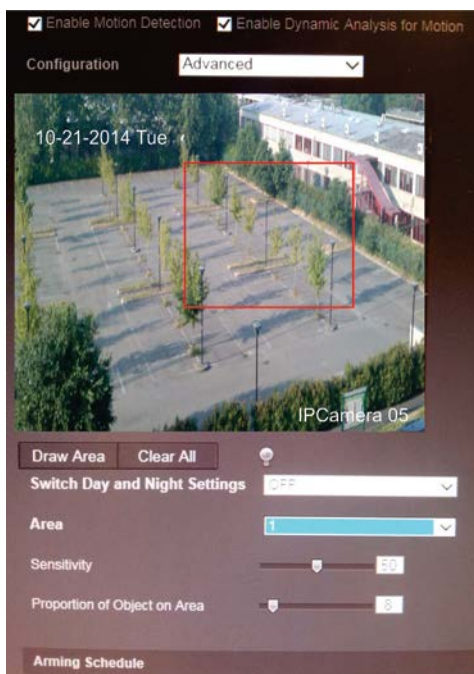 Enable Motion Detection Enable Dynamic Analysis for Motion
Configuration Advanced
10-21-2014 Tue
IPCamera 05
Draw Area Clear All
Switch Day and Night Settings OFF
Area 1
Sensitivity 50
Proportion of Object on Area 8
Arming Schedule